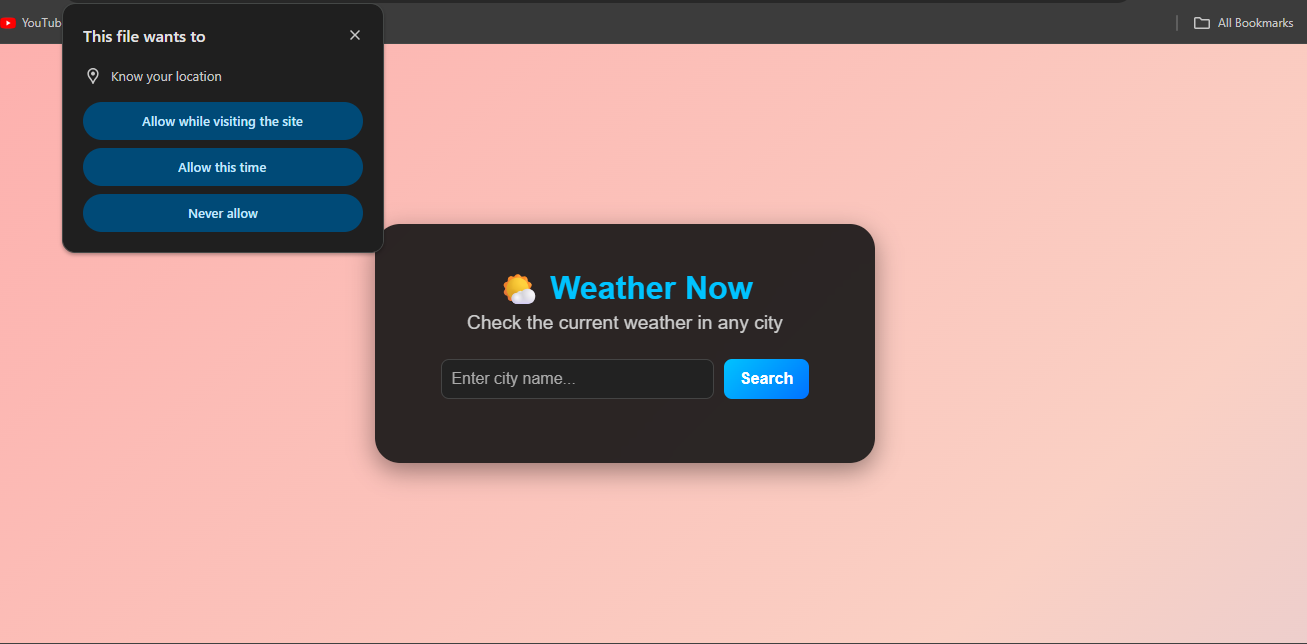 YouTub
All Bookmarks
This file wants to
Know your location
Allow while visiting the site
Allow this time
Never allow
Weather Now
Check the current weather in any city
Enter city name...
Search